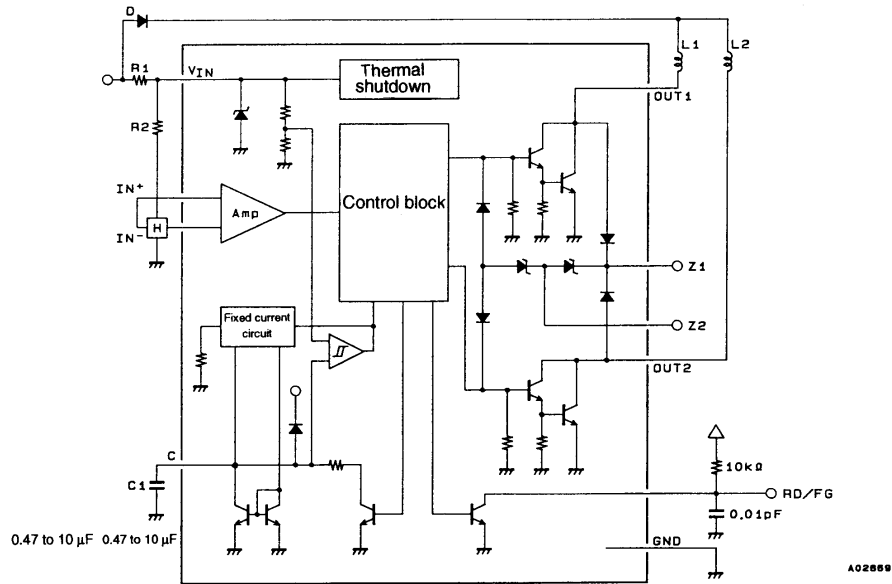 D
L1
L2
R1
VIN
Thermal
shutdown
OUT1
R2
IN+
Amp
Control block
H
IN-
Z1
Fixed current
circuit
Z2
OUT2
C
10kΩ
C1
RD/FG
0.01pF
0.47 to 10 µF 0.47 to 10 µF
GND
A02869